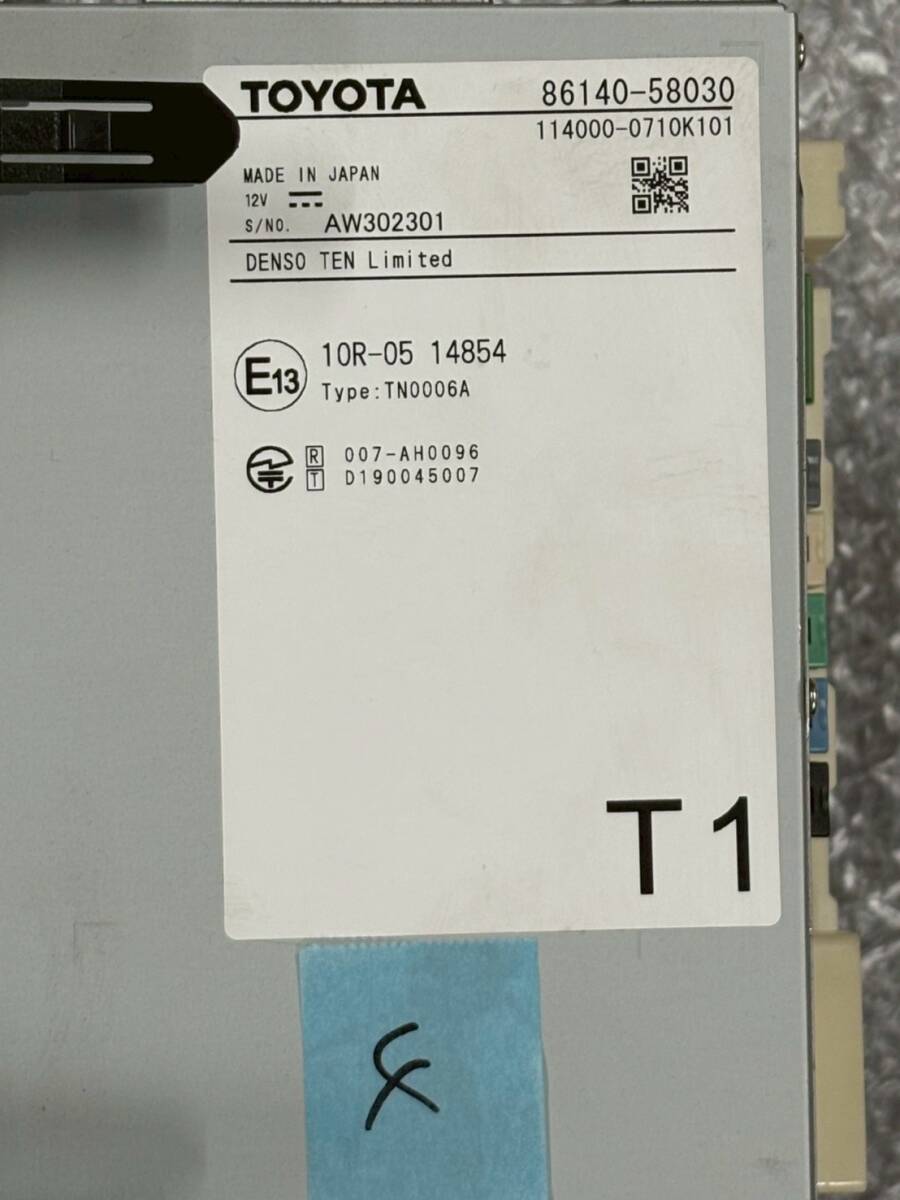 TOYOTA 86140-58030
114000-0710K101
MADE IN JAPAN
12V
S/NO. AW302301
DENSO TEN Limited
E13 10R-05 14854
Type:TN0006A
R 007-AH0096
T D190045007
T1
4